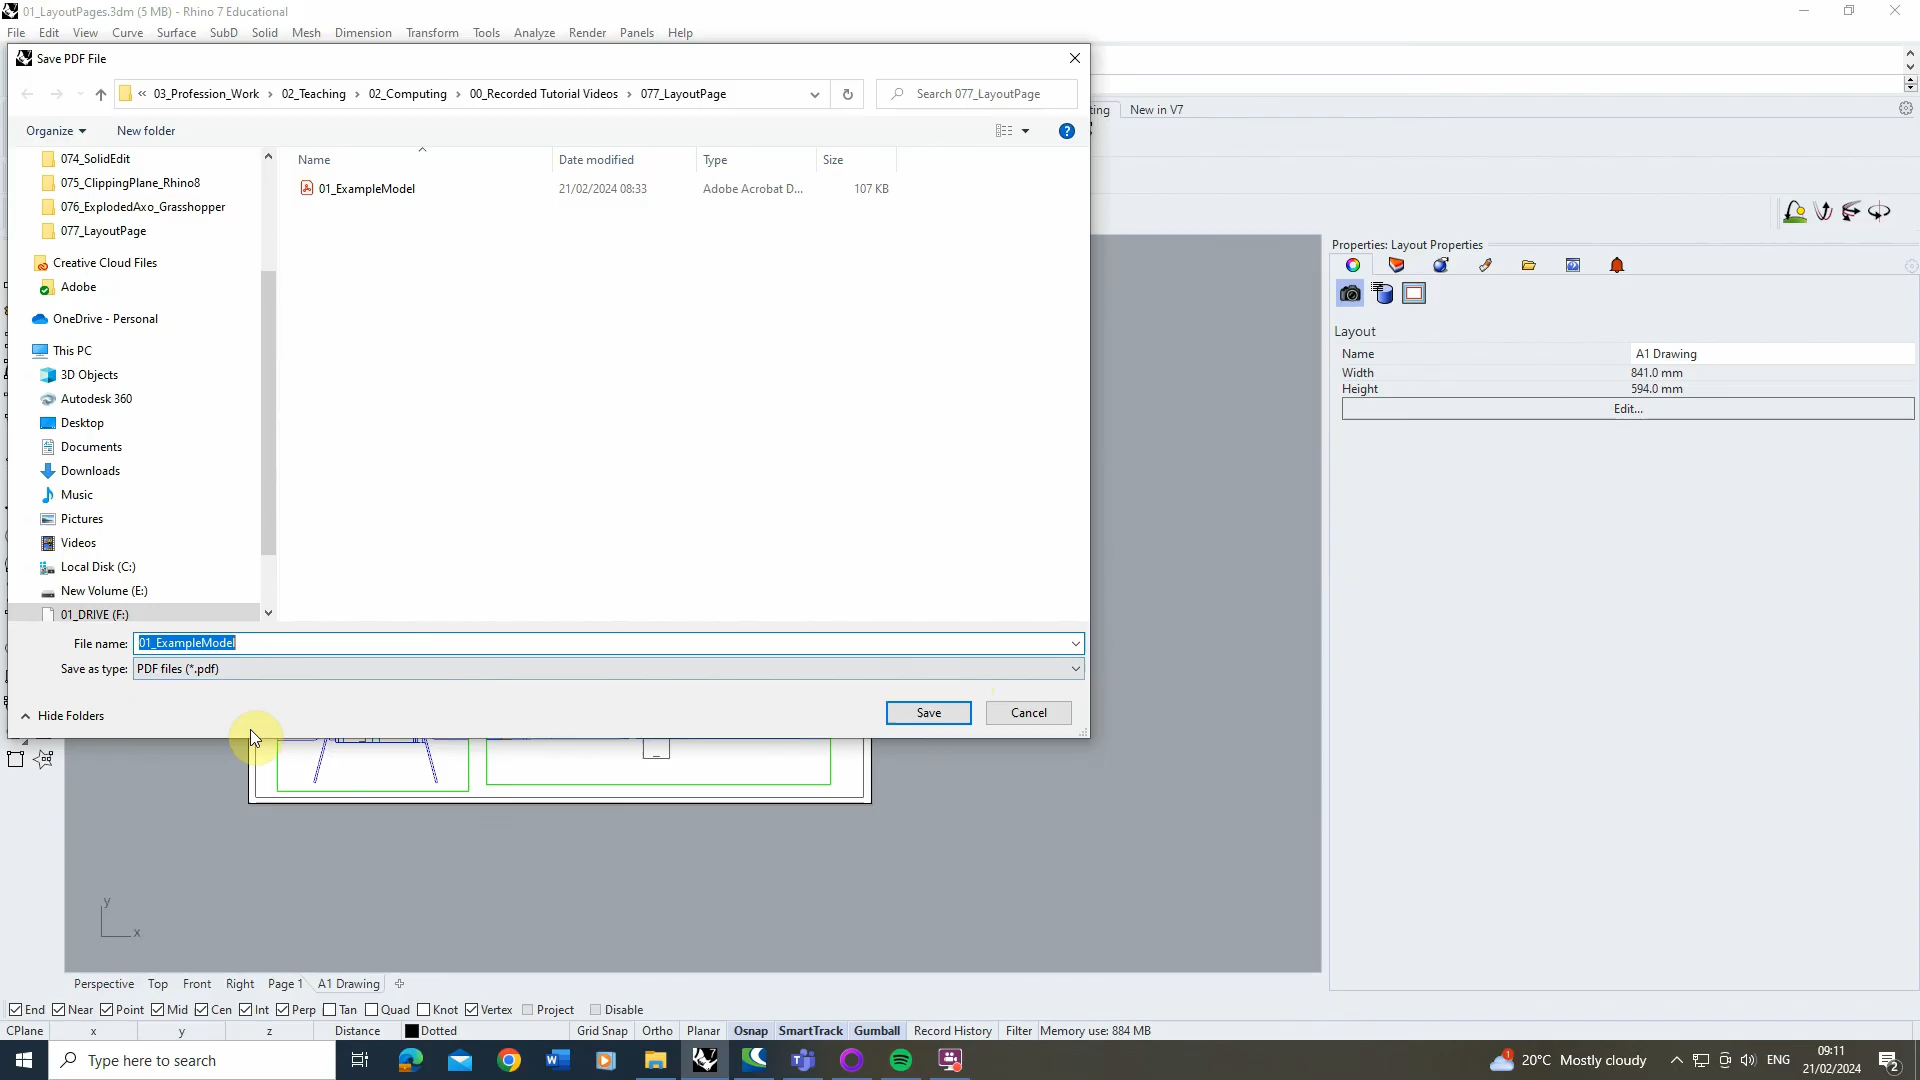 01_LayoutPages.3dm (5 MB) - Rhino 7 Educational
File Edit View Curve Surface SubD Solid Mesh Dimension Transform Tools Analyze Render Panels Help
Save PDF File
« 03_Profession_Work › 02_Teaching › 02_Computing › 00_Recorded Tutorial Videos › 077_LayoutPage
Search 077_LayoutPage
ting New in V7
Organize New folder
Name Date modified Type Size
01_ExampleModel 21/02/2024 08:33 Adobe Acrobat D... 107 KB
074_SolidEdit
075_ClippingPlane_Rhino8
076_ExplodedAxo_Grasshopper
077_LayoutPage
Creative Cloud Files
Adobe
OneDrive - Personal
This PC
3D Objects
Autodesk 360
Desktop
Documents
Downloads
Music
Pictures
Videos
Local Disk (C:)
New Volume (E:)
01_DRIVE (F:)
File name: 01_ExampleModel
Save as type: PDF files (*.pdf)
Hide Folders
Save Cancel
Properties: Layout Properties
Layout
Name A1 Drawing
Width 841.0 mm
Height 594.0 mm
Edit...
y
x
Perspective Top Front Right Page 1 A1 Drawing
End Near Point Mid Cen Int Perp Tan Quad Knot Vertex Project Disable
CPlane x y z Distance Dotted Grid Snap Ortho Planar Osnap SmartTrack Gumball Record History Filter Memory use: 884 MB
Type here to search
20°C Mostly cloudy
ENG
09:11
21/02/2024
2